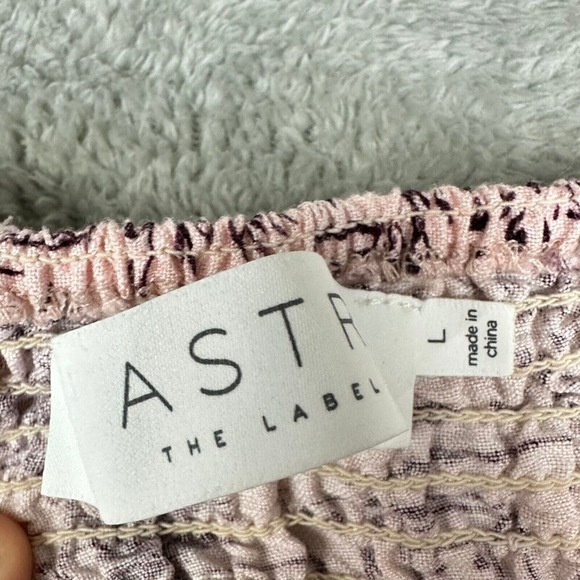 ASTR
THE LABEL
L
made in
china